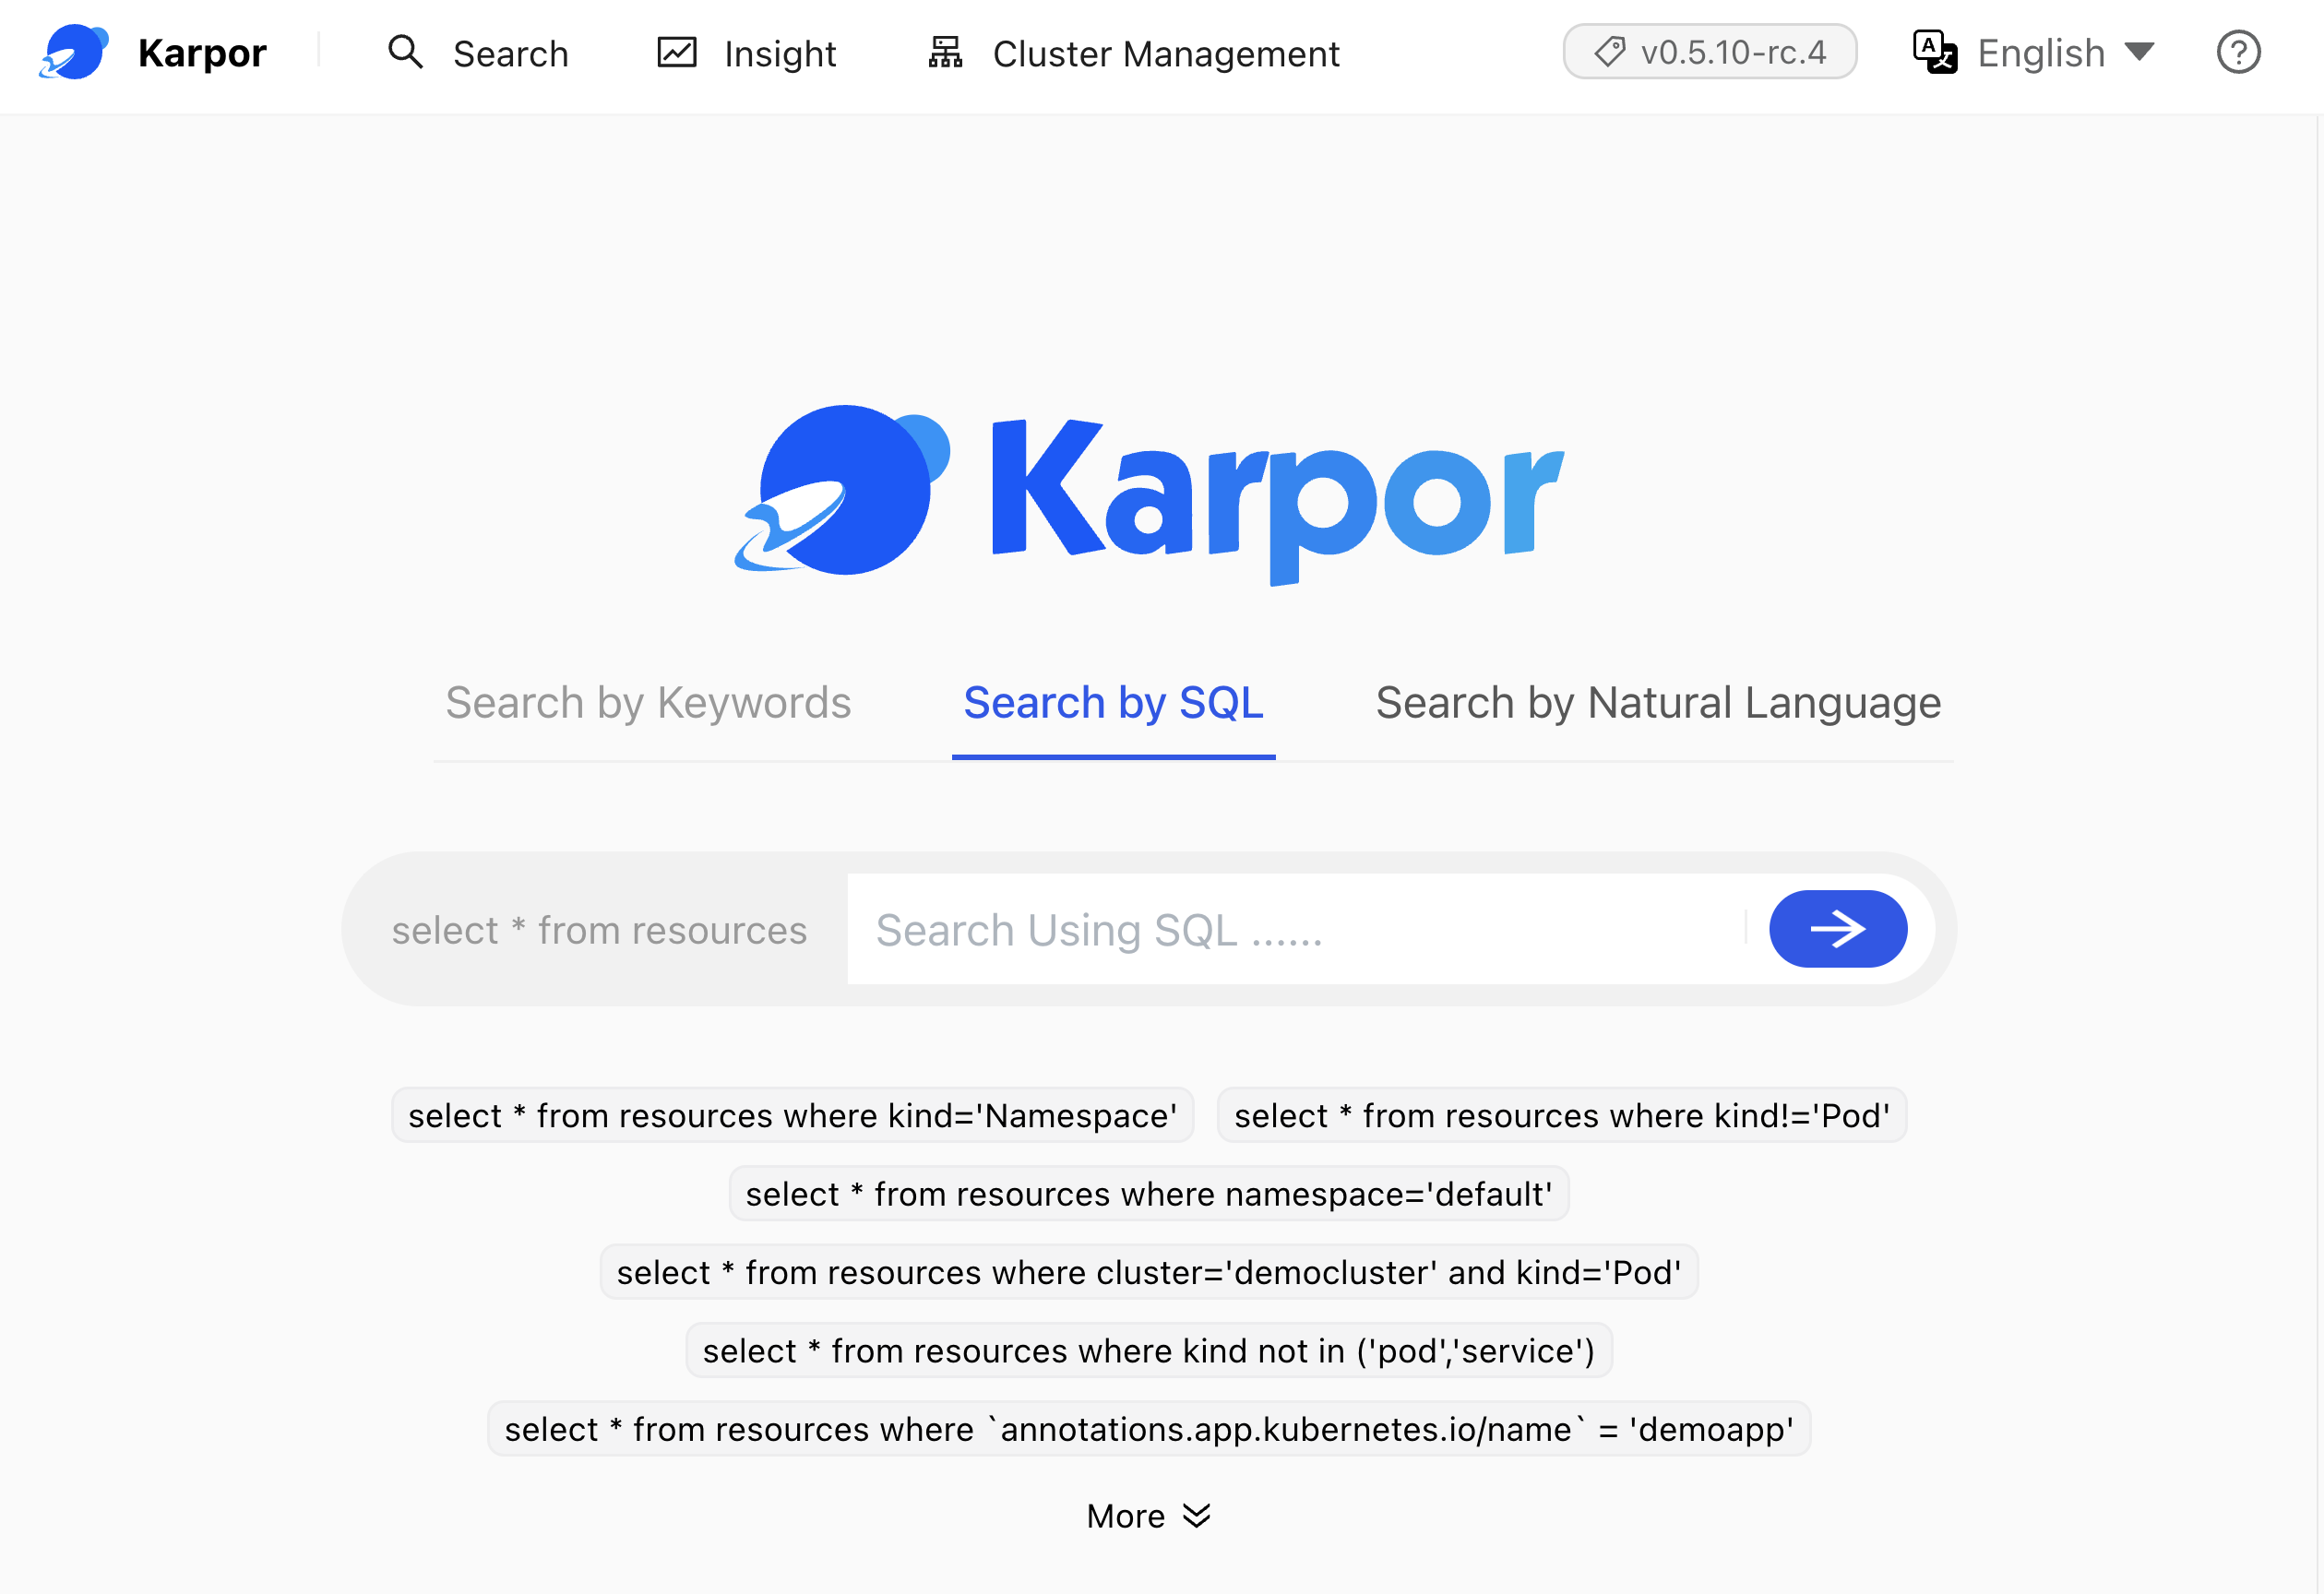 Karpor Search Insight Cluster Management v0.5.10-rc.4 A 文 English ?
Karpor
Search by Keywords Search by SQL Search by Natural Language
select * from resources Search Using SQL ......
select * from resources where kind='Namespace' select * from resources where kind!='Pod'
select * from resources where namespace='default'
select * from resources where cluster='democluster' and kind='Pod'
select * from resources where kind not in ('pod','service')
select * from resources where `annotations.app.kubernetes.io/name` = 'demoapp'
More